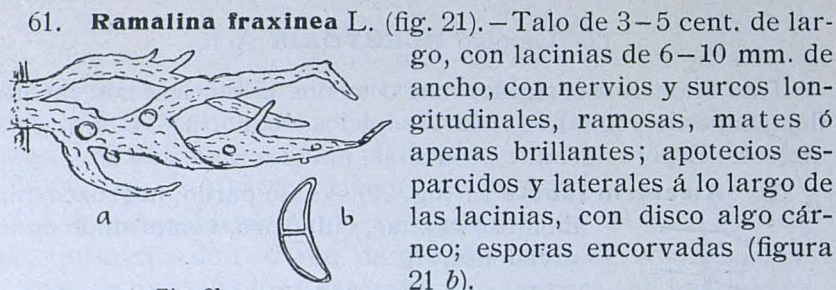 61. Ramalina fraxinea L. (fig. 21).—Talo de 3—5 cent. de lar-
go, con lacinias de 6—10 mm. de
ancho, con nervios y surcos lon-
gitudinales, ramosas, mates ó
apenas brillantes; apotecios es-
parcidos y laterales á lo largo de
las lacinias, con disco algo cár-
neo; esporas encorvadas (figura
21 b).
a
b